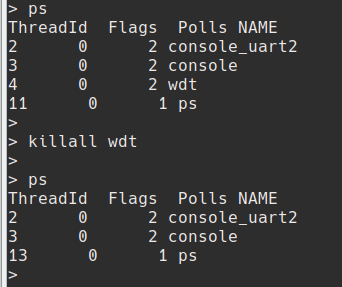 > ps
ThreadId  Flags  Polls NAME
2      0      2 console_uart2
3      0      2 console
4      0      2 wdt
11      0      1 ps
>
> killall wdt
>
> ps
ThreadId  Flags  Polls NAME
2      0      2 console_uart2
3      0      2 console
13      0      1 ps
>